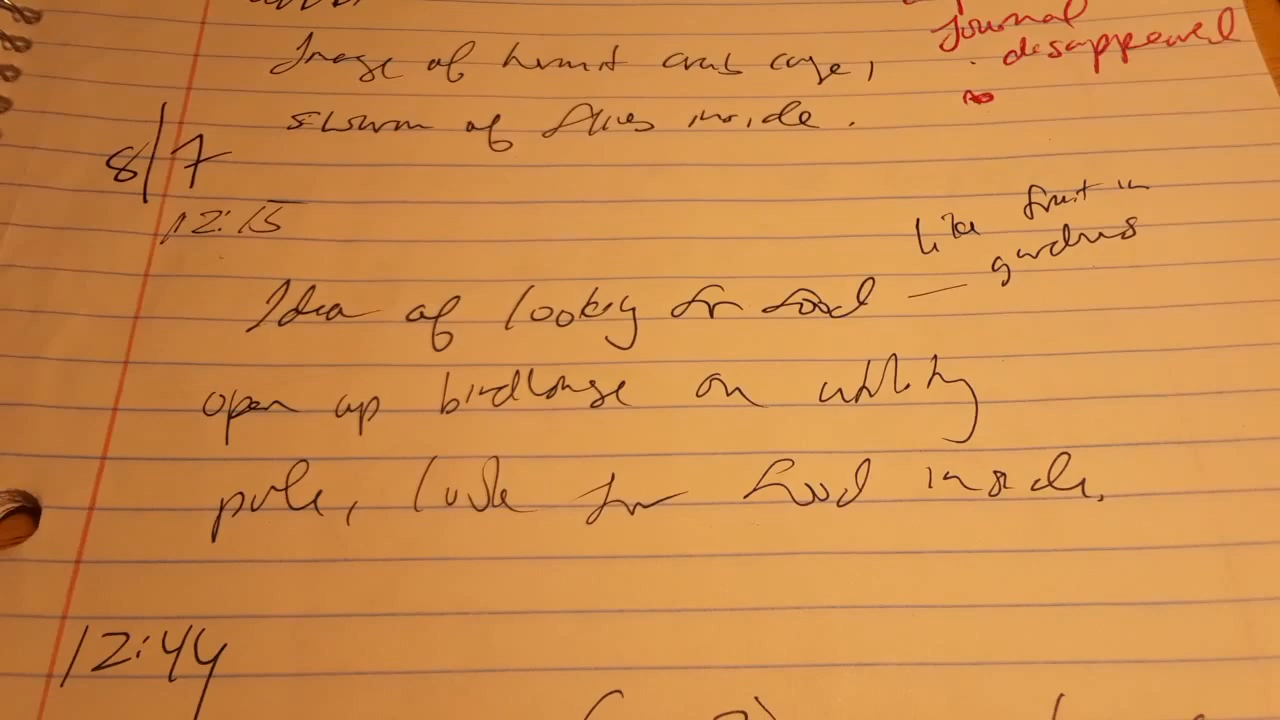 Journal
disappeared
Image of hermit crab cage,
swarm of flies inside.
8/7
12:15
like fruit in
gardens
Idea of looking for food —
open up birdhouse on utility
pole, look for food inside.
12:44